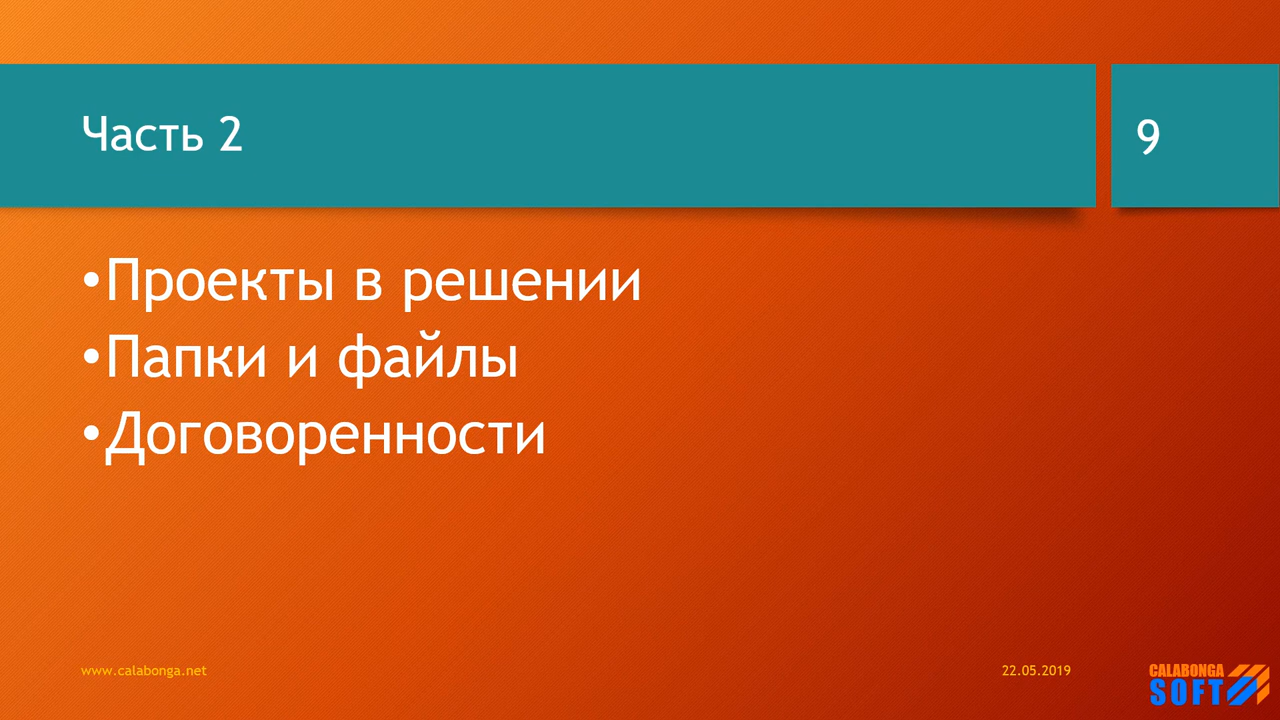 Часть 2
9
•Проекты в решении
•Папки и файлы
•Договоренности
www.calabonga.net
22.05.2019
CALABONGA
SOFT